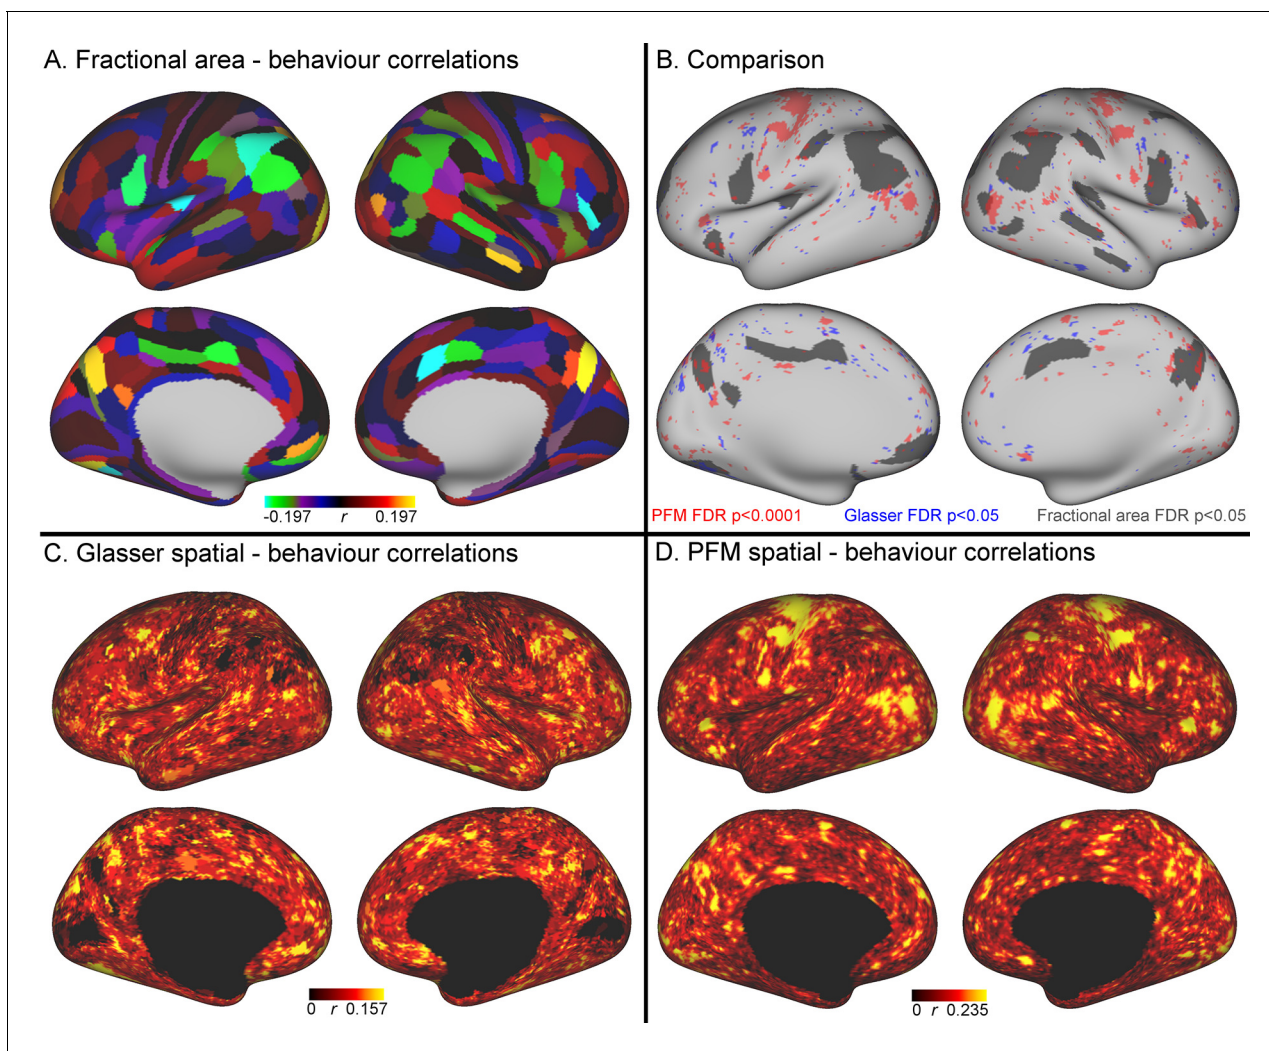 A. Fractional area - behaviour correlations
B. Comparison
-0.197 r 0.197
PFM FDR p<0.0001 Glasser FDR p<0.05 Fractional area FDR p<0.05
C. Glasser spatial - behaviour correlations
D. PFM spatial - behaviour correlations
0 r 0.157
0 r 0.235